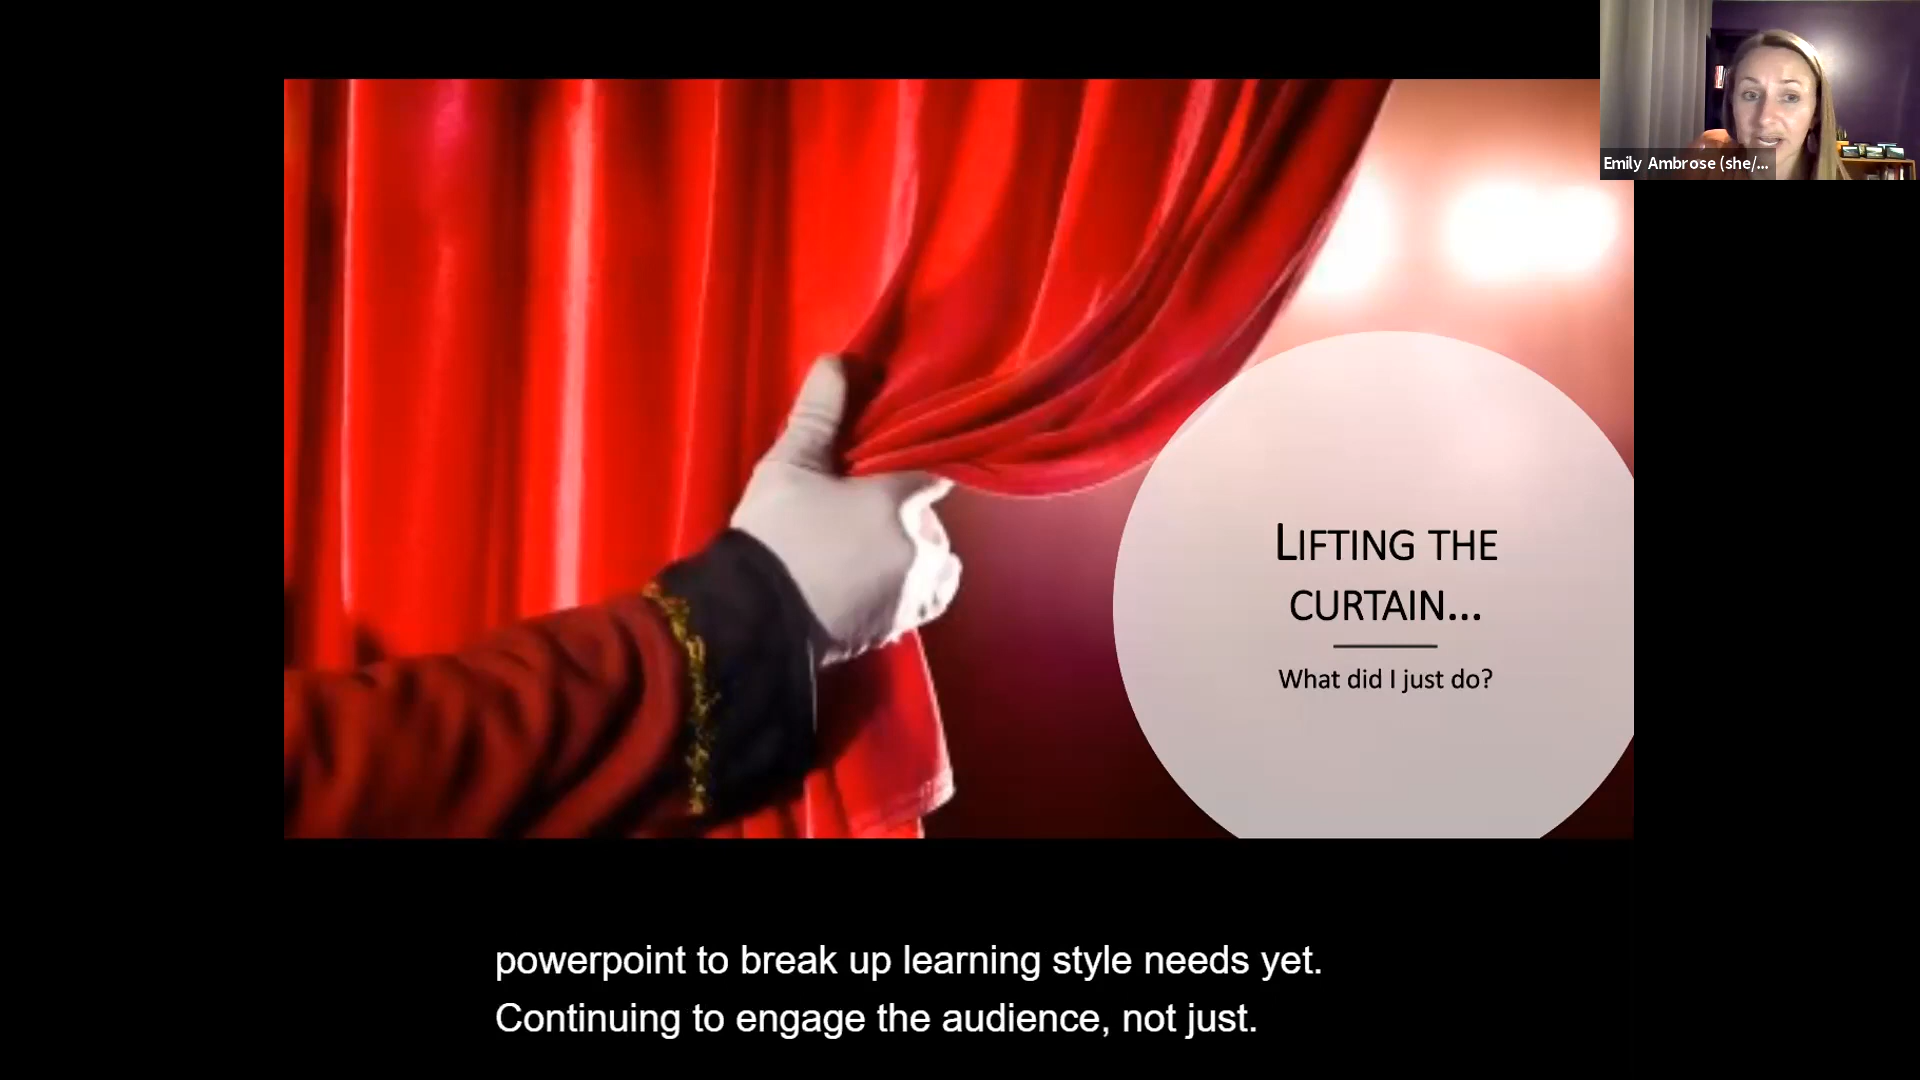 Emily Ambrose (she/...
LIFTING THE
CURTAIN...
What did I just do?
powerpoint to break up learning style needs yet.
Continuing to engage the audience, not just.